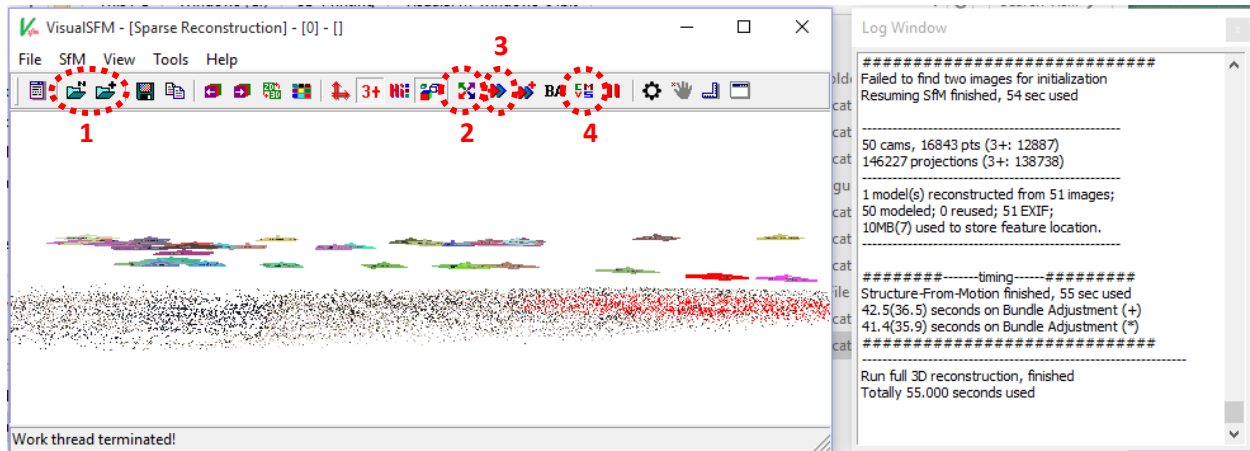 VisualSFM - [Sparse Reconstruction] - [0] - []
File SfM View Tools Help
3
3+
BA
CM
VS
1
2
4
Work thread terminated!
Log Window
############################
Failed to find two images for initialization
Resuming SfM finished, 54 sec used
----------------------------------------------------
50 cams, 16843 pts (3+: 12887)
146227 projections (3+: 138738)
----------------------------------------------------
1 model(s) reconstructed from 51 images;
50 modeled; 0 reused; 51 EXIF;
10MB(7) used to store feature location.
----------------------------------------------------
########-------timing------#########
Structure-From-Motion finished, 55 sec used
42.5(36.5) seconds on Bundle Adjustment (+)
41.4(35.9) seconds on Bundle Adjustment (*)
############################
-----------------------------------------------------------------
Run full 3D reconstruction, finished
Totally 55.000 seconds used